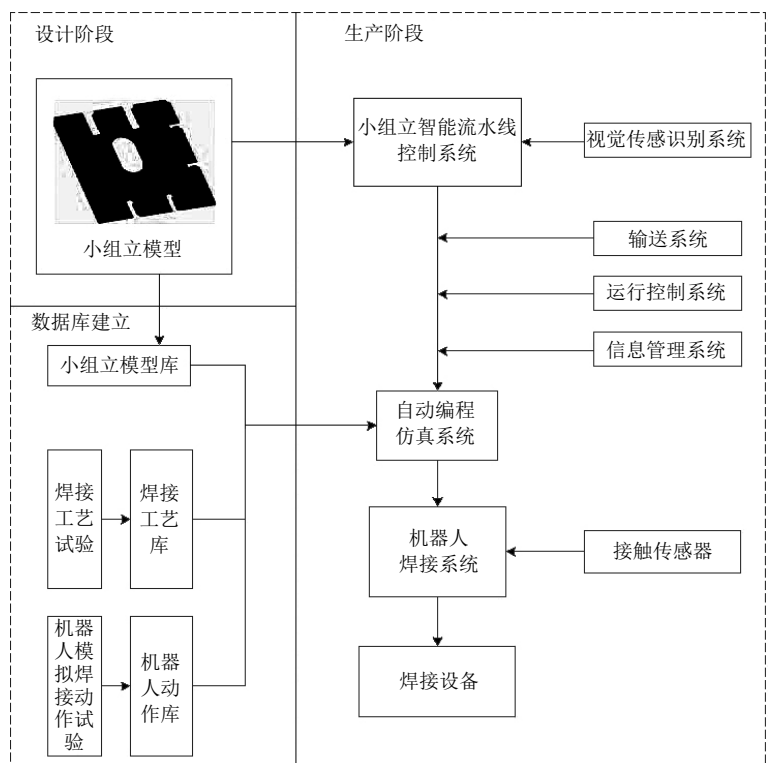 设计阶段
小组立模型
数据库建立
小组立模型库
焊接
工艺
试验
焊接
工艺
库
机器
人模
拟焊
接动
作试
验
机器
人动
作库
生产阶段
小组立智能流水线
控制系统
视觉传感识别系统
输送系统
运行控制系统
信息管理系统
自动编程
仿真系统
机器人
焊接系统
接触传感器
焊接设备